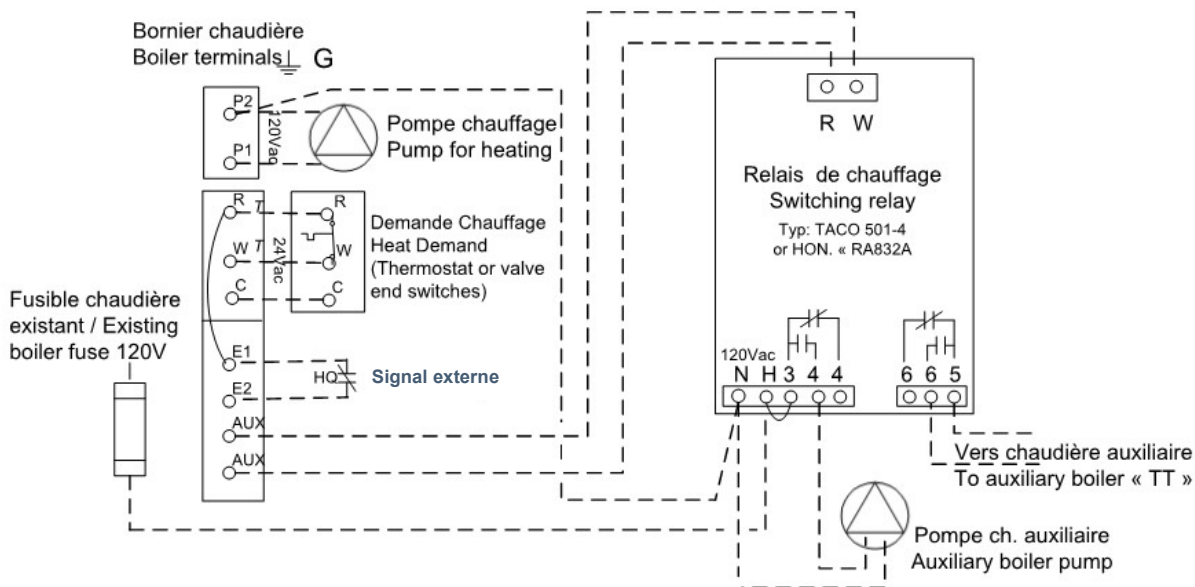 Bornier chaudière
Boiler terminals G
P2
120Vac
P1
Pompe chauffage
Pump for heating
R T
24Vac
W T
C
R
W
C
Demande Chauffage
Heat Demand
(Thermostat or valve
end switches)
Fusible chaudière
existant / Existing
boiler fuse 120V
E1
E2
HQ
Signal externe
AUX
AUX
R W
Relais de chauffage
Switching relay
Typ: TACO 501-4
or HON. « RA832A
120Vac
N H 3 4 4
6 6 5
Vers chaudière auxiliaire
To auxiliary boiler « TT »
Pompe ch. auxiliaire
Auxiliary boiler pump